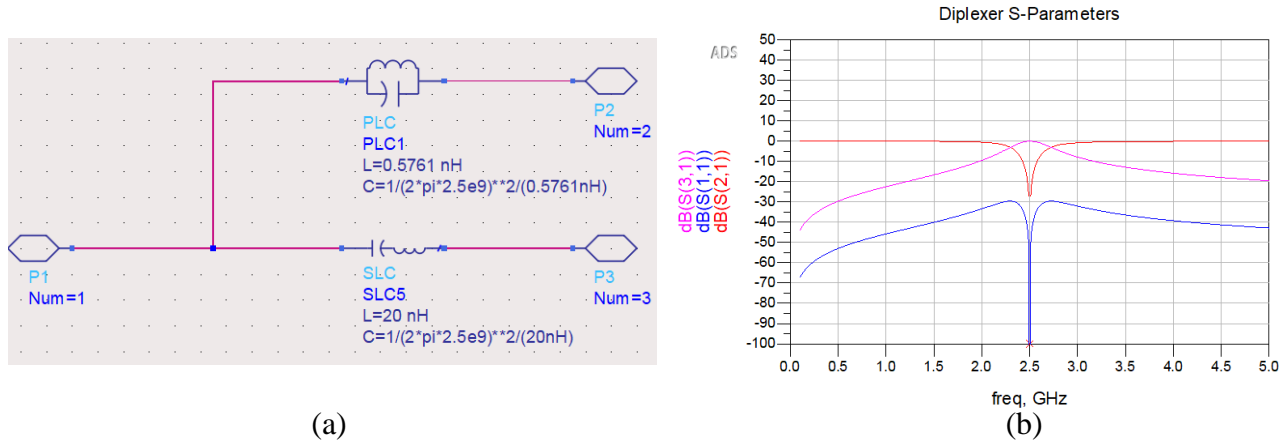 P2
Num=2
PLC
PLC1
L=0.5761 nH
C=1/(2*pi*2.5e9)**2/(0.5761nH)
P1
Num=1
SLC
SLC5
L=20 nH
C=1/(2*pi*2.5e9)**2/(20nH)
P3
Num=3
(a)
Diplexer S-Parameters
ADS
50
40
30
20
10
0
-10
-20
-30
-40
-50
-60
-70
-80
-90
-100
dB(S(3,1))
dB(S(1,1))
dB(S(2,1))
0.0 0.5 1.0 1.5 2.0 2.5 3.0 3.5 4.0 4.5 5.0
freq, GHz
(b)